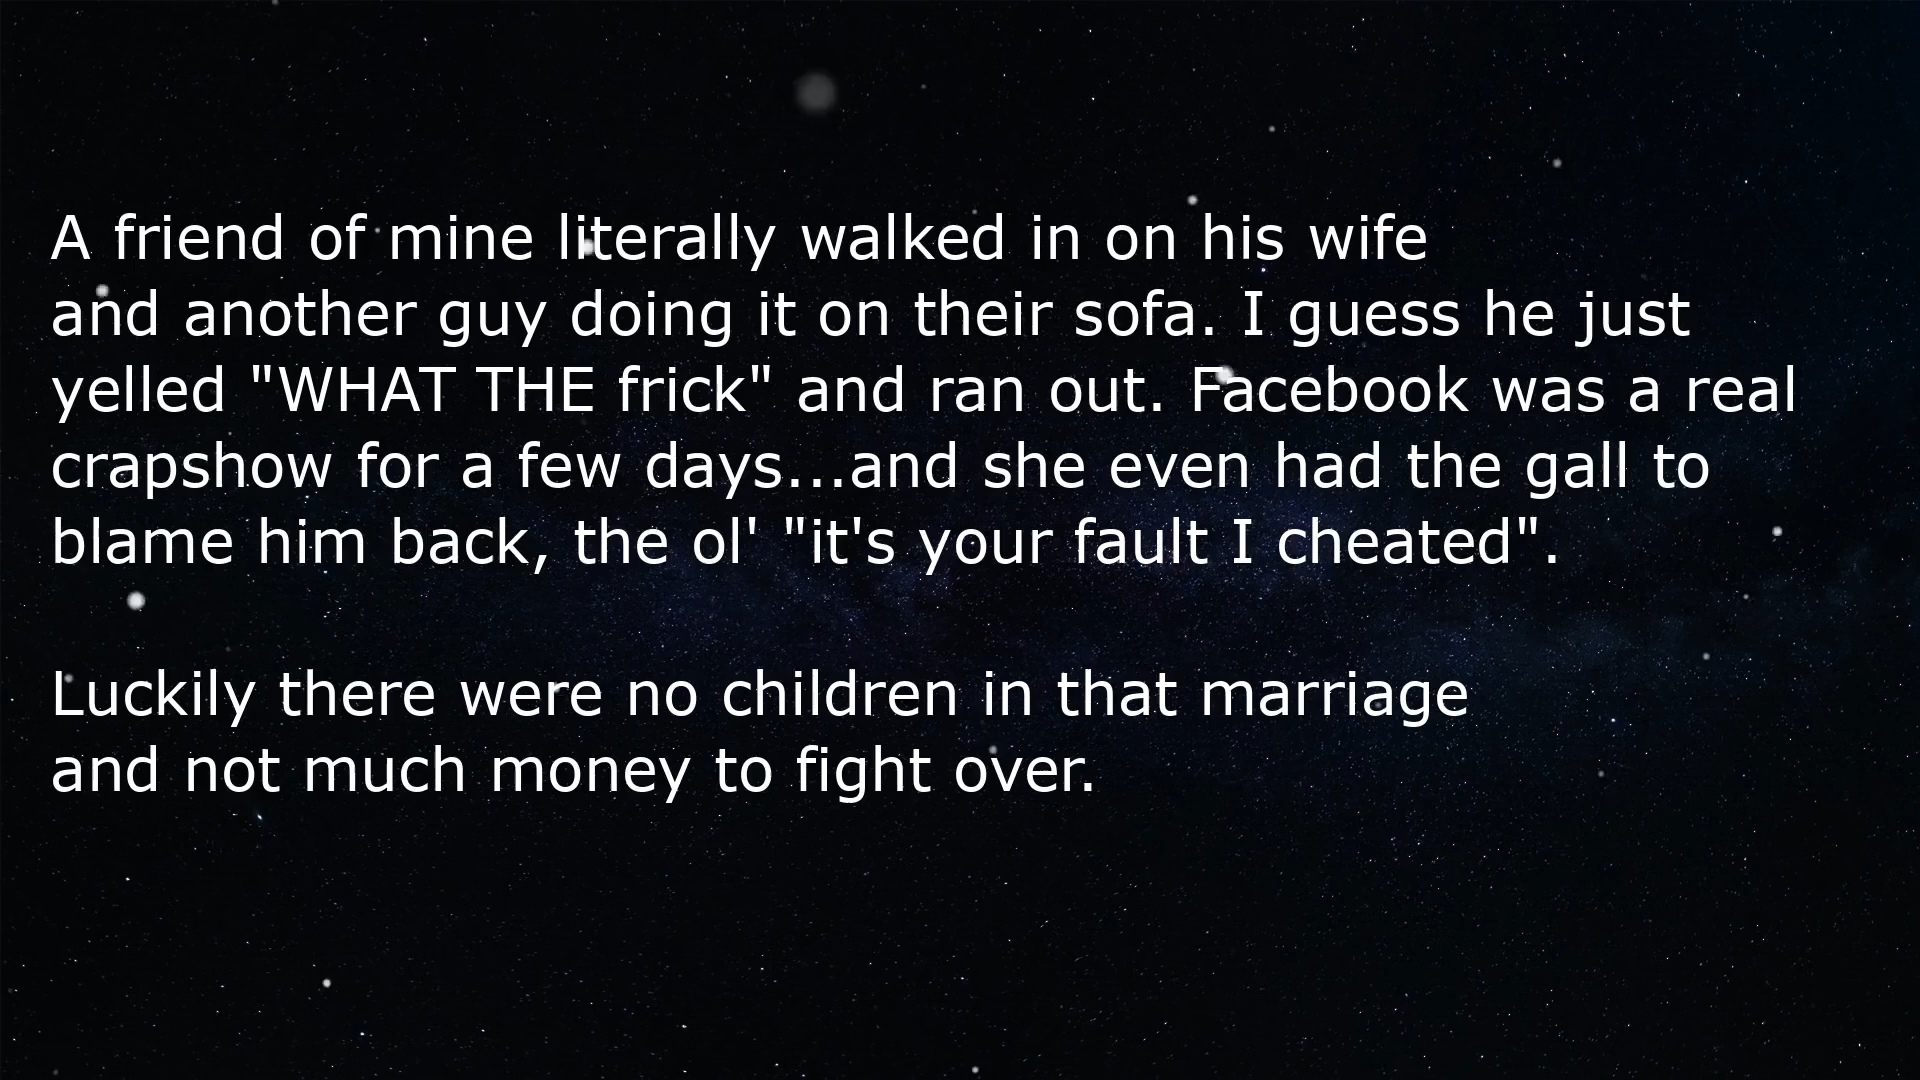 A friend of mine literally walked in on his wife
and another guy doing it on their sofa. I guess he just
yelled "WHAT THE frick" and ran out. Facebook was a real
crapshow for a few days...and she even had the gall to
blame him back, the ol' "it's your fault I cheated".
Luckily there were no children in that marriage
and not much money to fight over.